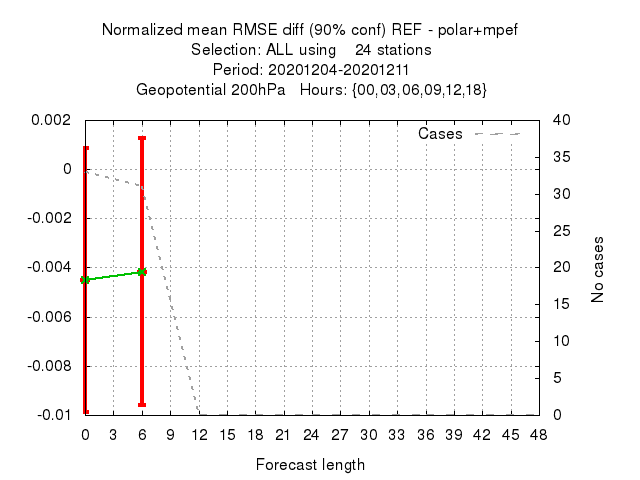 Normalized mean RMSE diff (90% conf) REF - polar+mpef
Selection: ALL using    24 stations
Period: 20201204-20201211
Geopotential 200hPa   Hours: {00,03,06,09,12,18}
0.002
0
-0.002
-0.004
-0.006
-0.008
-0.01
Cases
40
35
30
25
20
15
10
5
0
No cases
0 3 6 9 12 15 18 21 24 27 30 33 36 39 42 45 48
Forecast length